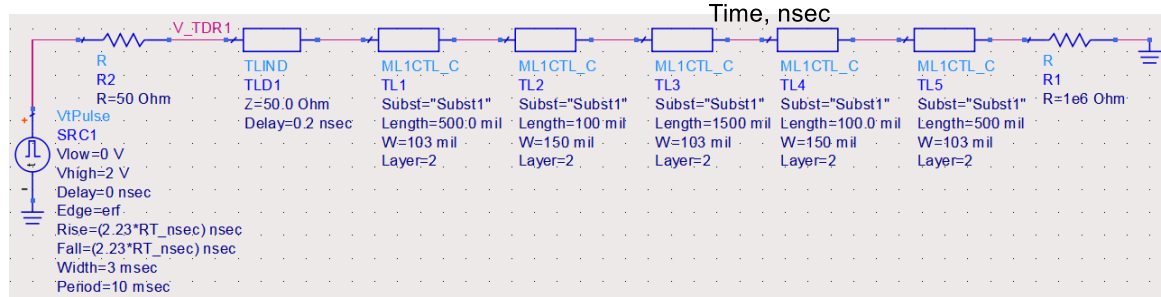 Time, nsec
V_TDR1
R
R2
R=50 Ohm
VtPulse
SRC1
Vlow=0 V
Vhigh=2 V
Delay=0 nsec
Edge=erf
Rise=(2.23*RT_nsec) nsec
Fall=(2.23*RT_nsec) nsec
Width=3 msec
Period=10 msec
TLIND
TLD1
Z=50.0 Ohm
Delay=0.2 nsec
ML1CTL_C
TL1
Subst="Subst1"
Length=500.0 mil
W=103 mil
Layer=2
ML1CTL_C
TL2
Subst="Subst1"
Length=100 mil
W=150 mil
Layer=2
ML1CTL_C
TL3
Subst="Subst1"
Length=1500 mil
W=103 mil
Layer=2
ML1CTL_C
TL4
Subst="Subst1"
Length=100.0 mil
W=150 mil
Layer=2
ML1CTL_C
TL5
Subst="Subst1"
Length=500 mil
W=103 mil
Layer=2
R
R1
R=1e6 Ohm